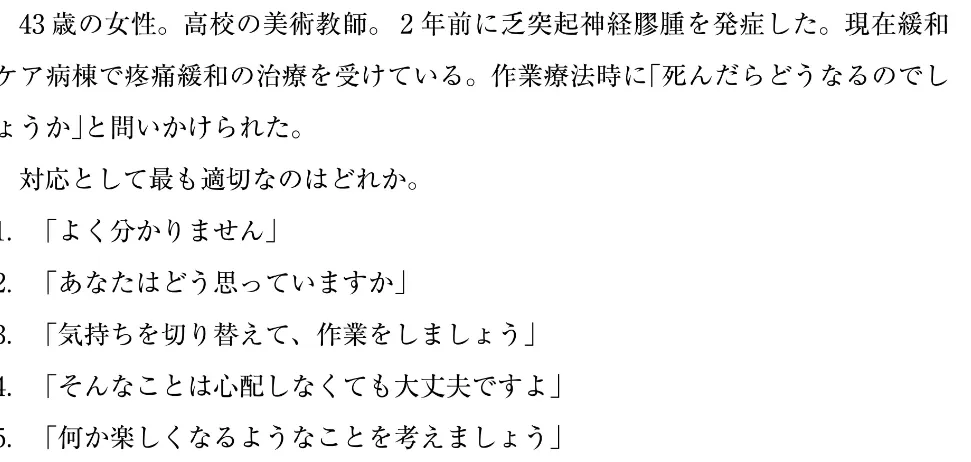 43歳の女性。高校の美術教師。2年前に乏突起神経膠腫を発症した。現在緩和
ケア病棟で疼痛緩和の治療を受けている。作業療法時に「死んだらどうなるのでし
ょうか」と問いかけられた。
対応として最も適切なのはどれか。
1. 「よく分かりません」
2. 「あなたはどう思っていますか」
3. 「気持ちを切り替えて、作業をしましょう」
4. 「そんなことは心配しなくても大丈夫ですよ」
5. 「何か楽しくなるようなことを考えましょう」